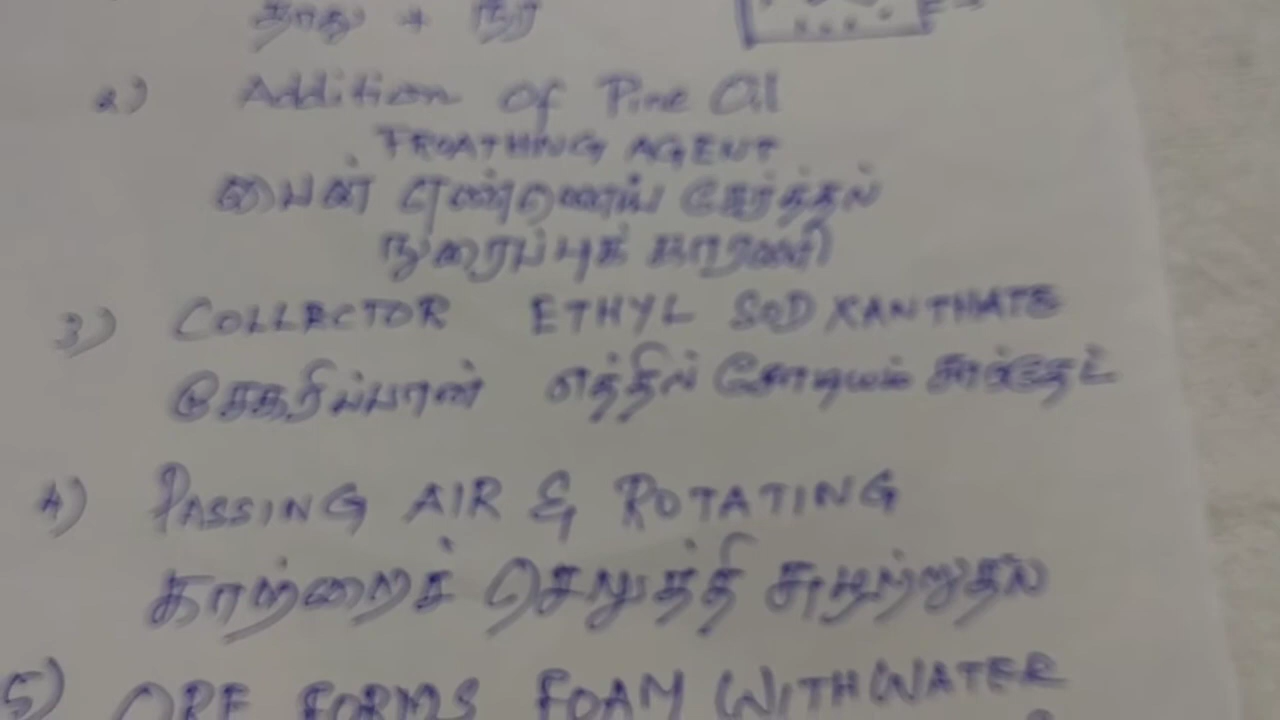 தாது + நீர்
2) Addition of Pine Oil
FROATHING AGENT
பைன் எண்ணெய் சேர்த்தல்
நுரைப்புக் காரணி
3) COLLECTOR ETHYL SOD XANTHATE
சேகரிப்பான் எத்தில் சோடியம்
4) PASSING AIR & ROTATING
காற்றைச் செலுத்தி சுழற்றுதல்
5) ORE FORMS FOAM WITH WATER